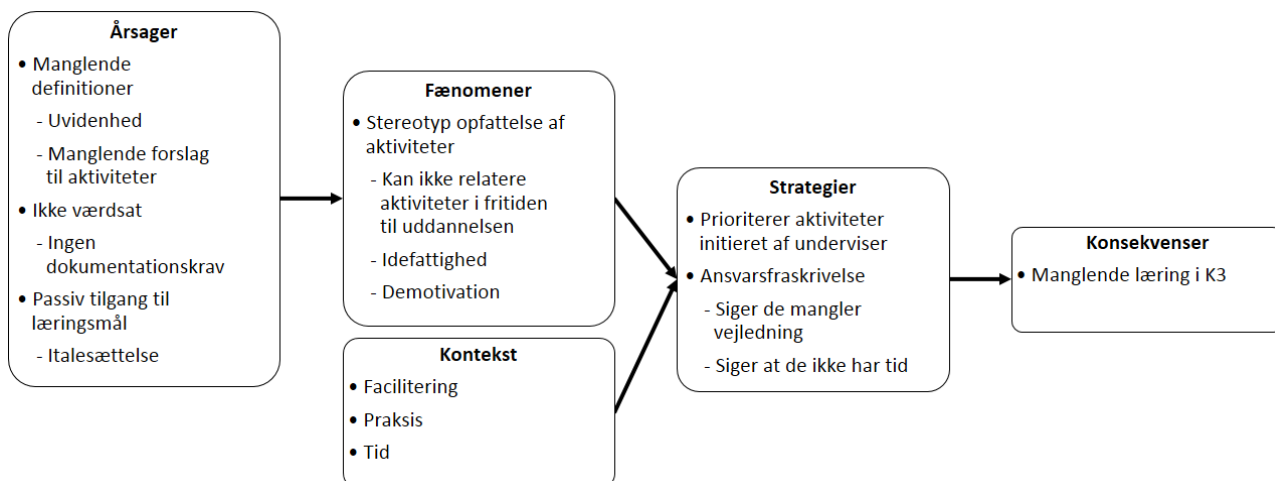 Årsager
• Manglende
definitioner
- Uvidenhed
- Manglende forslag
til aktiviteter
• Ikke værdsat
- Ingen
dokumentationskrav
• Passiv tilgang til
læringsmål
- Italesættelse
Fænomener
• Stereotyp opfattelse af
aktiviteter
- Kan ikke relatere
aktiviteter i fritiden
til uddannelsen
- Idefattighed
- Demotivation
Kontekst
• Facilitering
• Praksis
• Tid
Strategier
• Prioriterer aktiviteter
initieret af underviser
• Ansvarsfraskrivelse
- Siger de mangler
vejledning
- Siger at de ikke har tid
Konsekvenser
• Manglende læring i K3